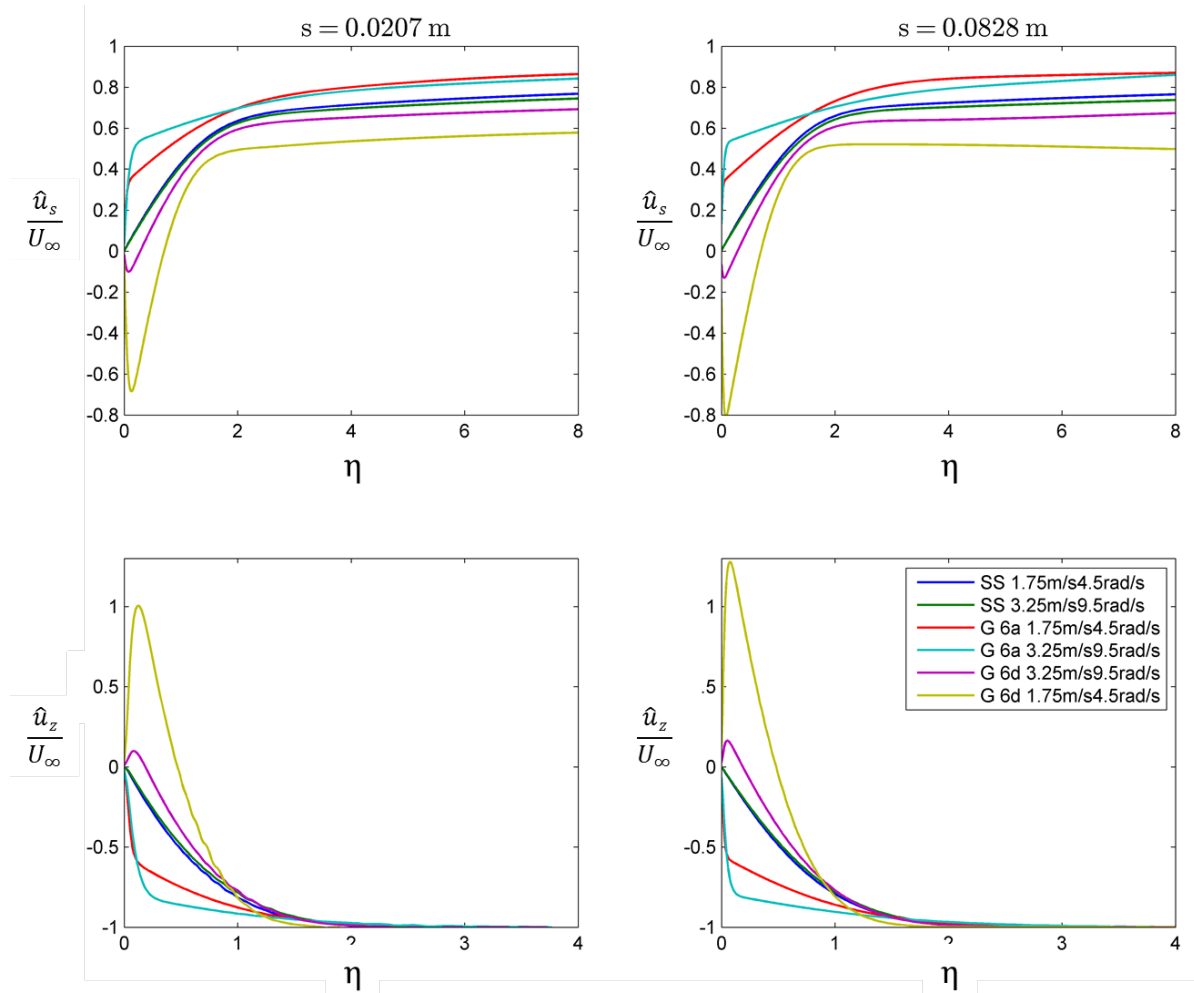 s = 0.0207 m
s = 0.0828 m
1
0.8
0.6
0.4
0.2
0
-0.2
-0.4
-0.6
-0.8
û_s
U_∞
0
2
4
6
8
η
1
0.8
0.6
0.4
0.2
0
-0.2
-0.4
-0.6
-0.8
û_s
U_∞
0
2
4
6
8
η
1
0.5
0
-0.5
-1
û_z
U_∞
0
1
2
3
4
η
1
.5
0
-0.5
-1
û_z
U_∞
0
1
2
3
4
η
SS 1.75m/s4.5rad/s
SS 3.25m/s9.5rad/s
G 6a 1.75m/s4.5rad/s
G 6a 3.25m/s9.5rad/s
G 6d 3.25m/s9.5rad/s
G 6d 1.75m/s4.5rad/s